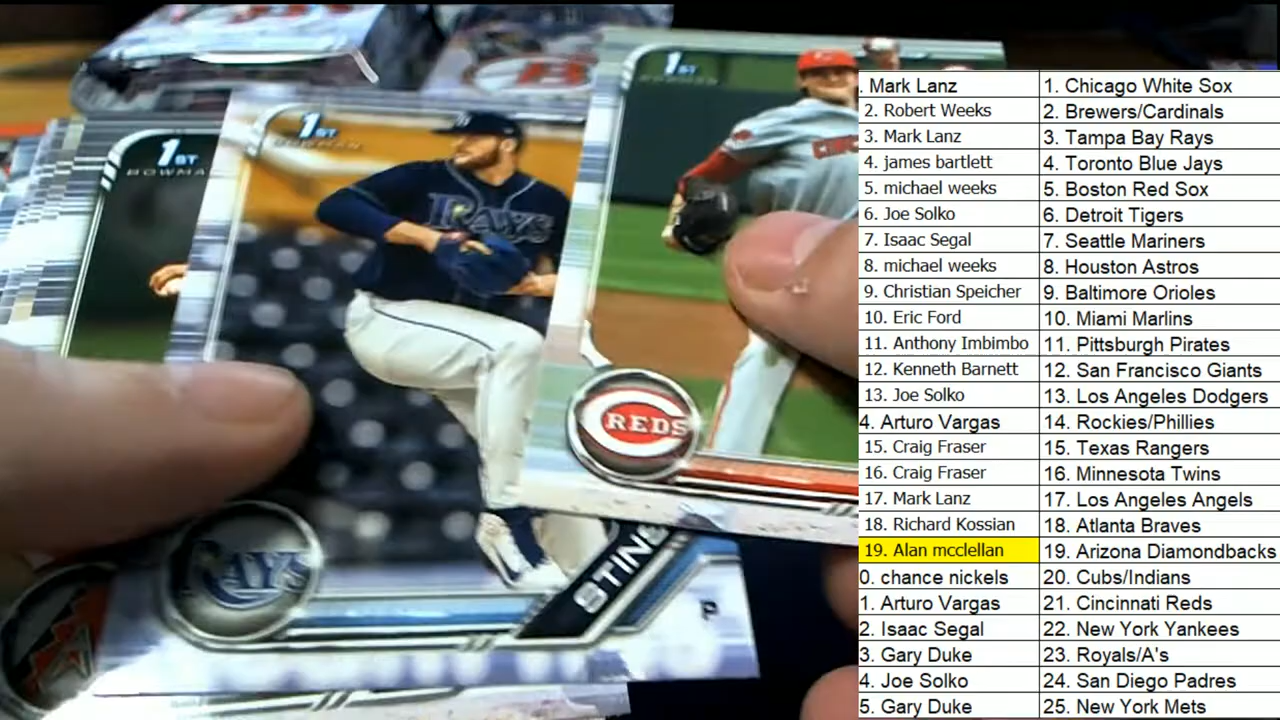 1ST
BOWMA
1ST
BOWMAN
RAYS
RAYS
STINE
P
1ST
REDS
. Mark Lanz 1. Chicago White Sox
2. Robert Weeks 2. Brewers/Cardinals
3. Mark Lanz 3. Tampa Bay Rays
4. james bartlett 4. Toronto Blue Jays
5. michael weeks 5. Boston Red Sox
6. Joe Solko 6. Detroit Tigers
7. Isaac Segal 7. Seattle Mariners
8. michael weeks 8. Houston Astros
9. Christian Speicher 9. Baltimore Orioles
10. Eric Ford 10. Miami Marlins
11. Anthony Imbimbo 11. Pittsburgh Pirates
12. Kenneth Barnett 12. San Francisco Giants
13. Joe Solko 13. Los Angeles Dodgers
4. Arturo Vargas 14. Rockies/Phillies
15. Craig Fraser 15. Texas Rangers
16. Craig Fraser 16. Minnesota Twins
17. Mark Lanz 17. Los Angeles Angels
18. Richard Kossian 18. Atlanta Braves
19. Alan mcclellan 19. Arizona Diamondbacks
0. chance nickels 20. Cubs/Indians
1. Arturo Vargas 21. Cincinnati Reds
2. Isaac Segal 22. New York Yankees
3. Gary Duke 23. Royals/A's
4. Joe Solko 24. San Diego Padres
5. Gary Duke 25. New York Mets